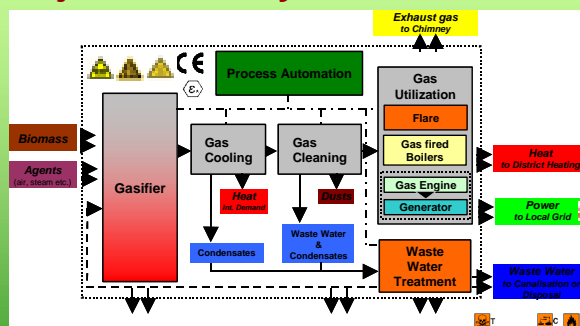 Exhaust gas
to Chimney
CE
εx
Process Automation
Gas
Utilization
Flare
Gas fired
Boilers
Gas Engine
Generator
Biomass
Agents
(air, steam etc.)
Gasifier
Gas
Cooling
Gas
Cleaning
Heat
Int. Demand
Dusts
Condensates
Waste Water
&
Condensates
Waste
Water
Treatment
Heat
to District Heating
Power
to Local Grid
Waste Water
to Canalisation or
Disposal
T
C